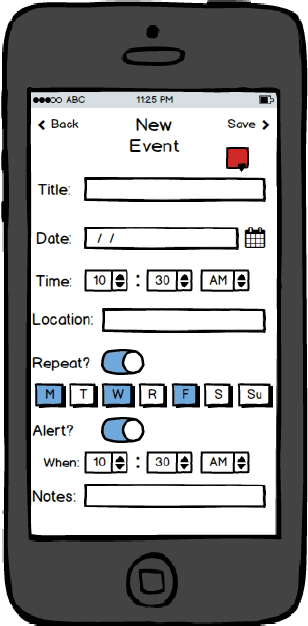 ABC 11:25 PM
Back New Save
Event
Title:
Date: / /
Time: 10 : 30 AM
Location:
Repeat?
M T W R F S Su
Alert?
When: 10 : 30 AM
Notes: